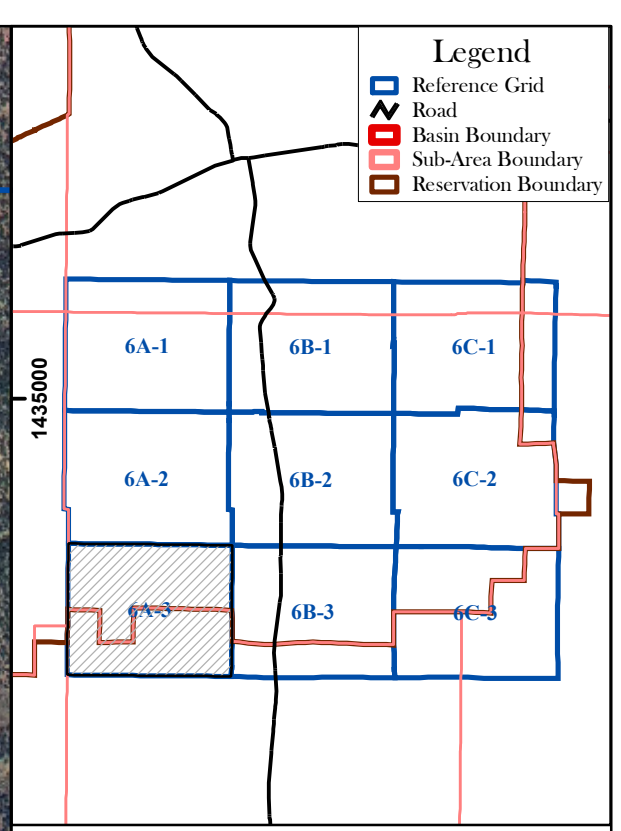 Legend
Reference Grid
Road
Basin Boundary
Sub-Area Boundary
Reservation Boundary
6A-1 6B-1 6C-1
1435000
6A-2 6B-2 6C-2
6A-3 6B-3 6C-3